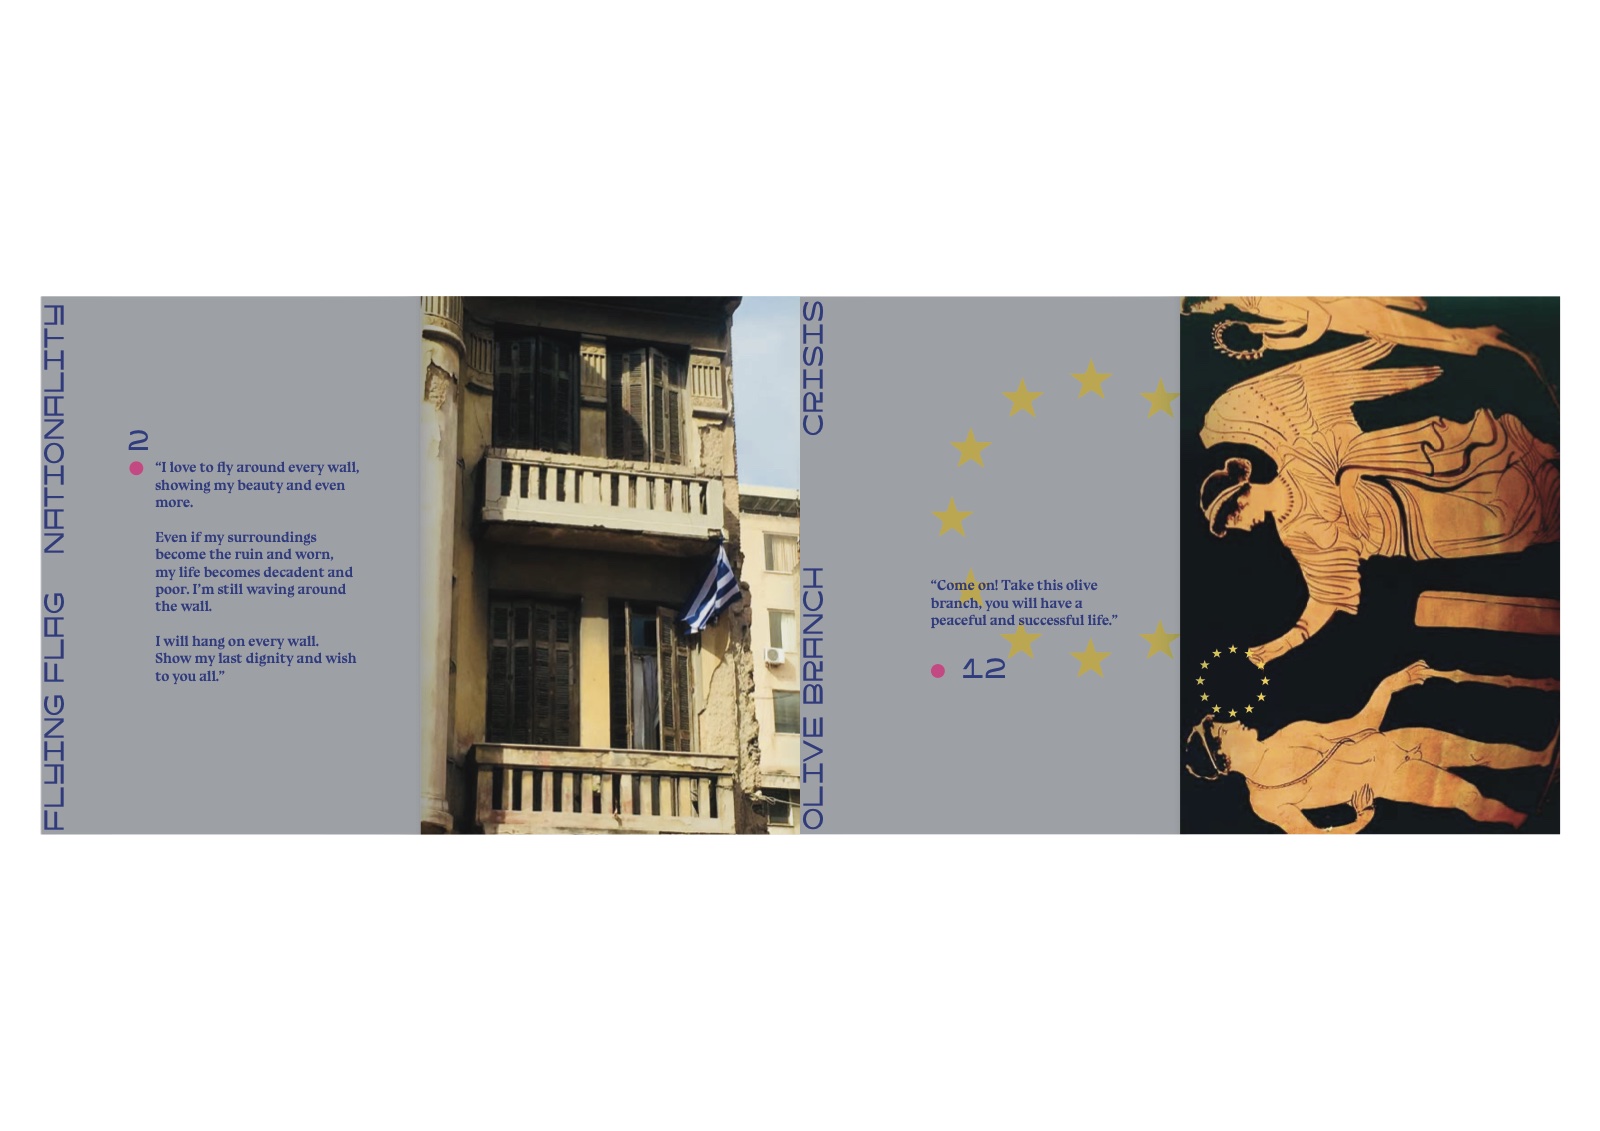 FLYING FLAG NATIONALITY
2
“I love to fly around every wall,
showing my beauty and even
more.
Even if my surroundings
become the ruin and worn,
my life becomes decadent and
poor. I’m still waving around
the wall.
I will hang on every wall.
Show my last dignity and wish
to you all.”
OLIVE BRANCH CRISIS
“Come on! Take this olive
branch, you will have a
peaceful and successful life.”
12